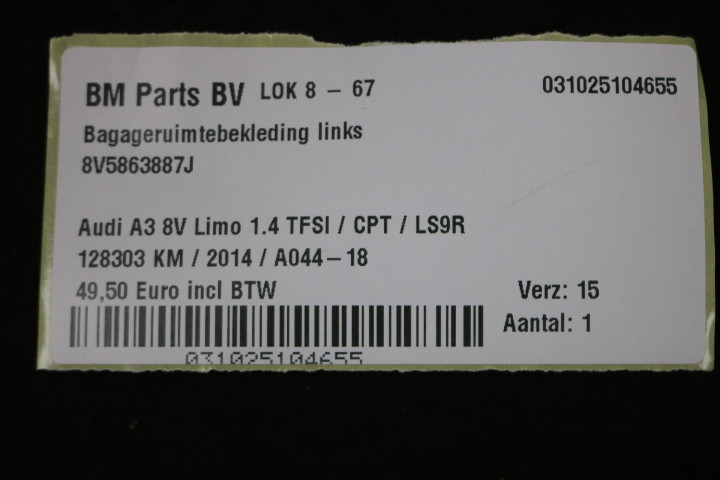 BM Parts BV LOK 8 - 67 031025104655
Bagageruimtebekleding links
8V5863887J
Audi A3 8V Limo 1.4 TFSI / CPT / LS9R
128303 KM / 2014 / A044-18
49,50 Euro incl BTW Verz: 15
Aantal: 1
031025104655